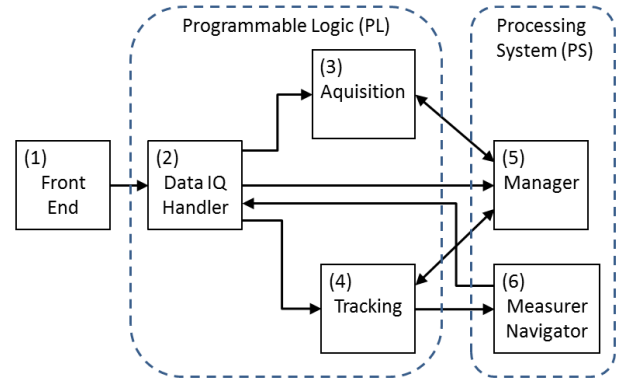 Programmable Logic (PL)
Processing
System (PS)
(1)
Front
End
(2)
Data IQ
Handler
(3)
Aquisition
(4)
Tracking
(5)
Manager
(6)
Measurer
Navigator